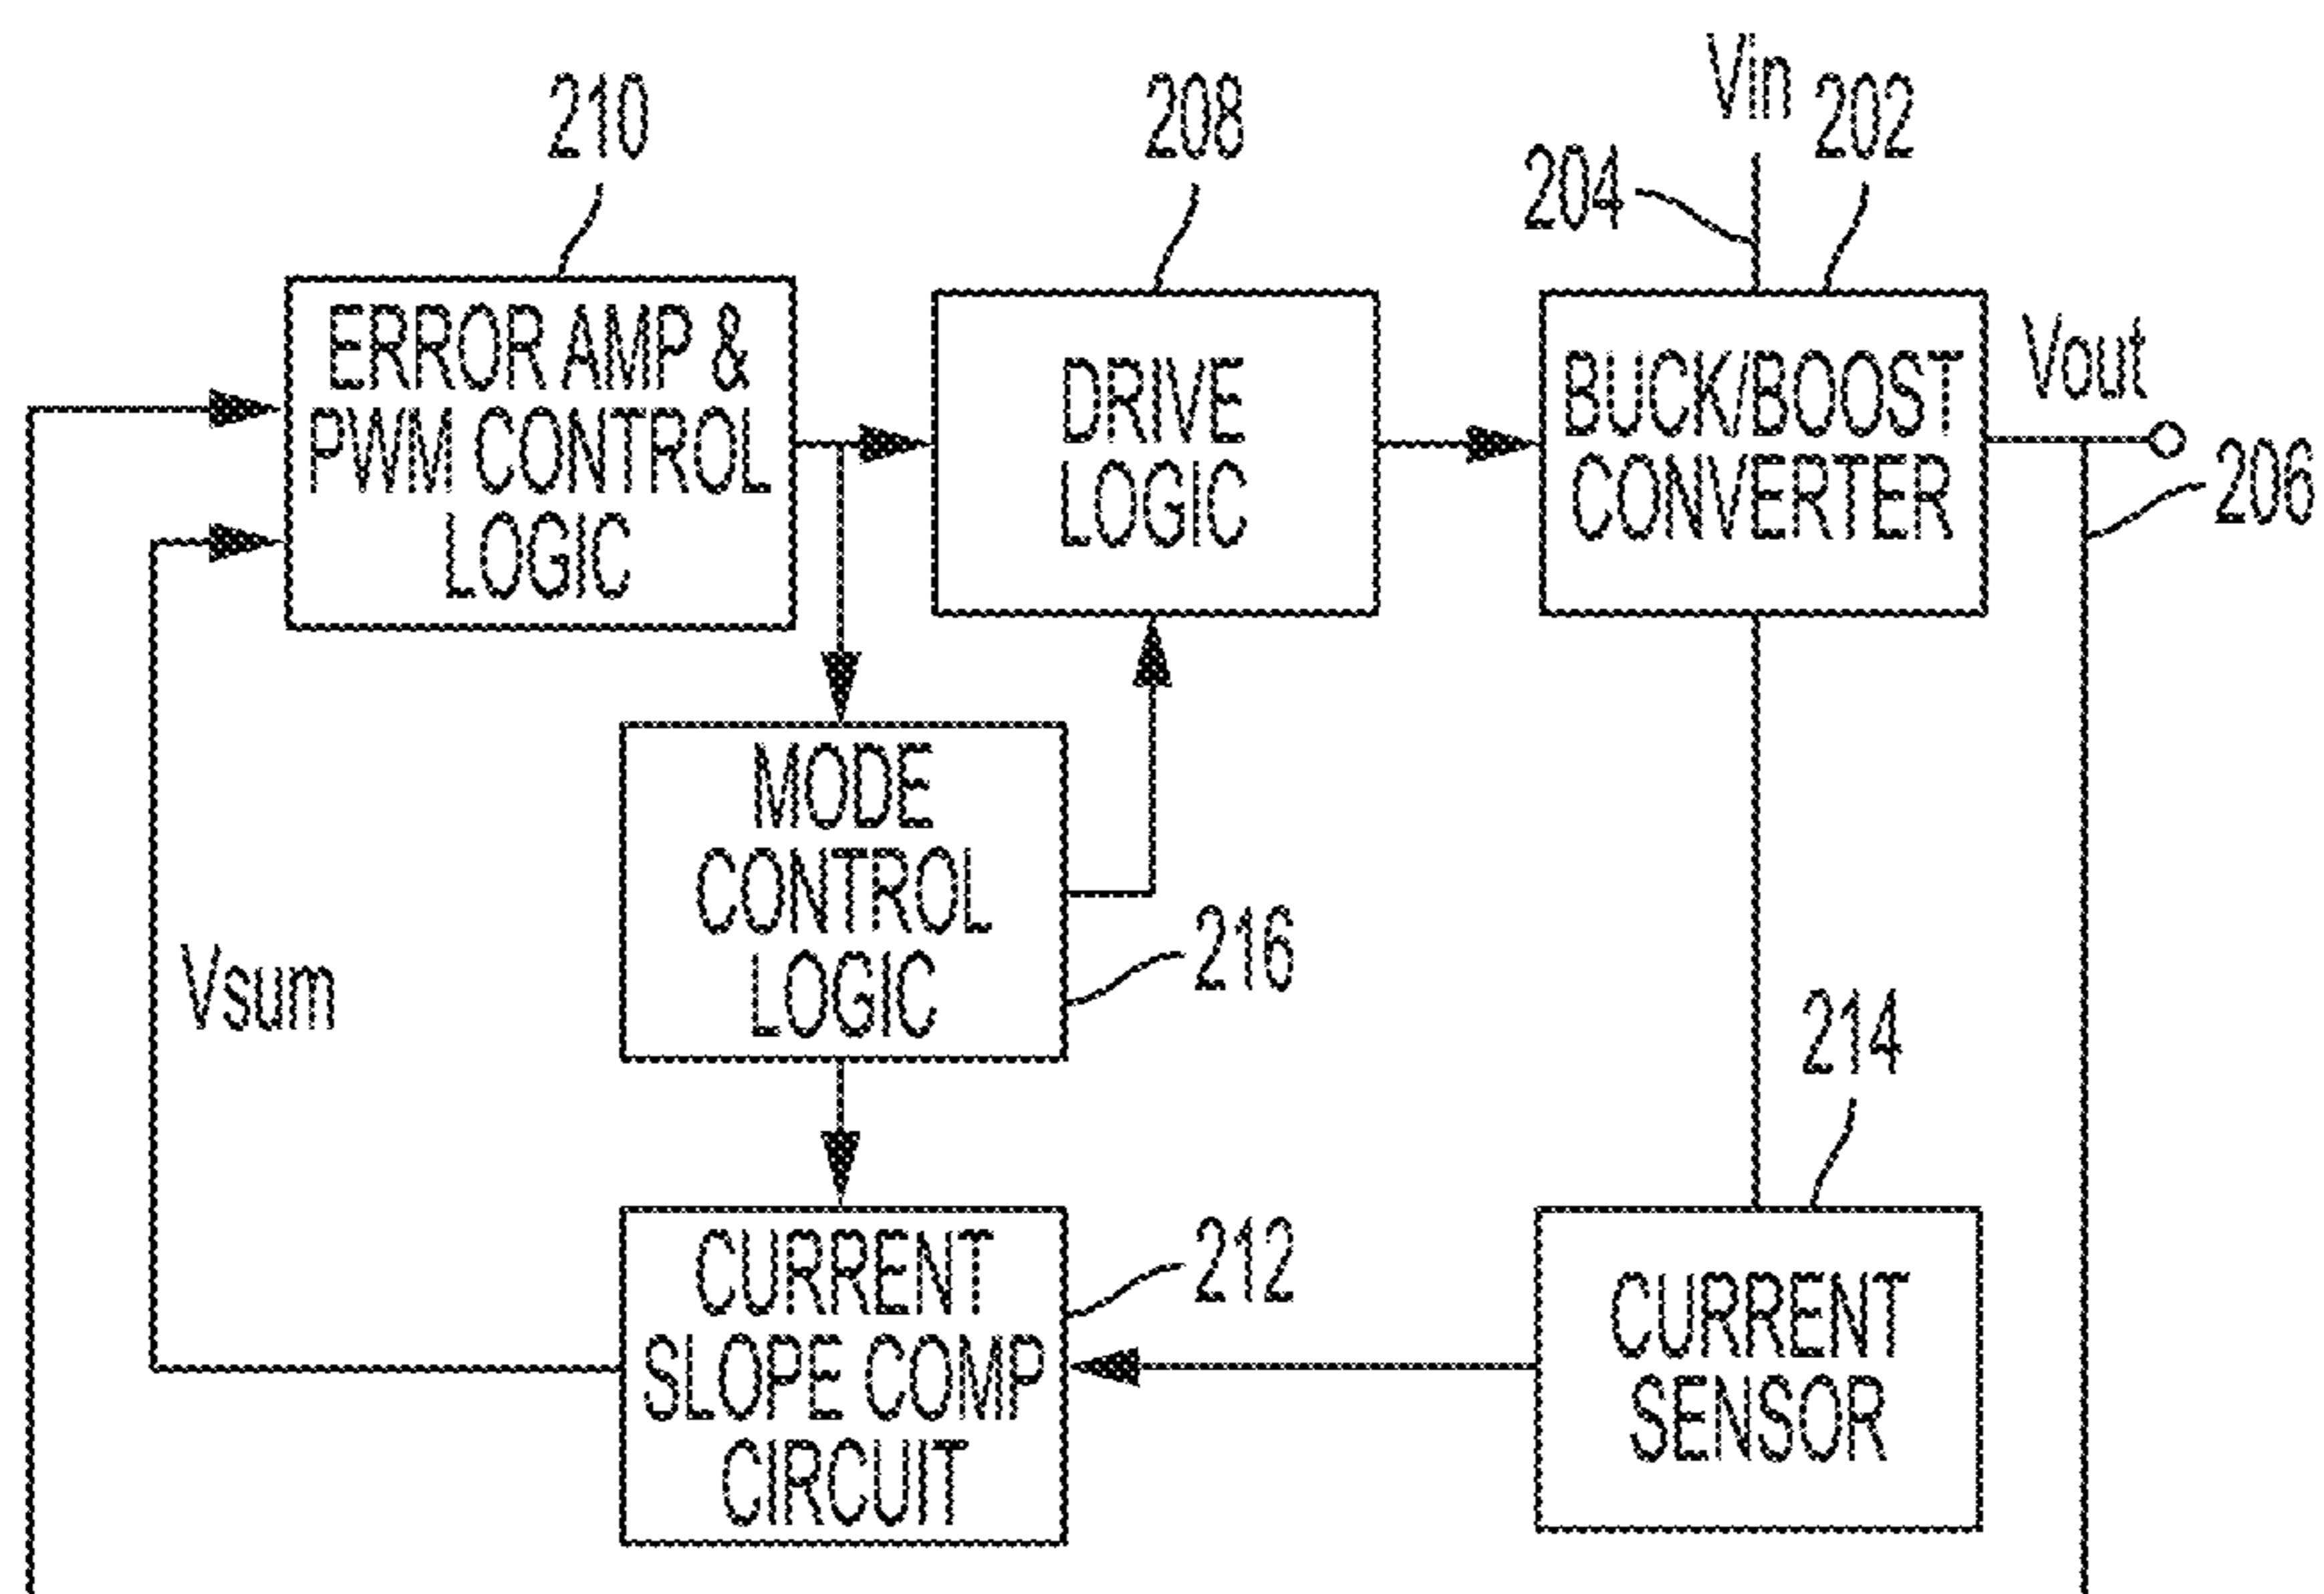 210
208
Vin
202
204
ERROR AMP &
PWM CONTROL
LOGIC
DRIVE
LOGIC
BUCK/BOOST
CONVERTER
Vout
206
MODE
CONTROL
LOGIC
216
Vsum
214
CURRENT
SLOPE COMP
CIRCUIT
212
CURRENT
SENSOR